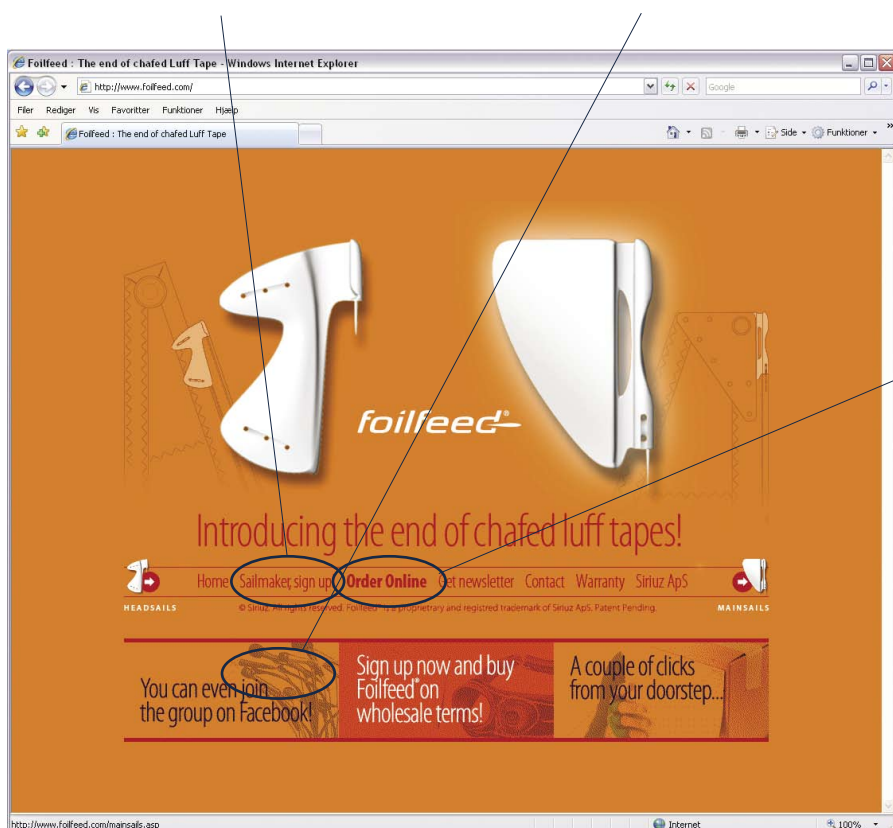 Foilfeed : The end of chafed Luff Tape - Windows Internet Explorer
http://www.foilfeed.com/
Google
Filer Rediger Vis Favoritter Funktioner Hjælp
Foilfeed : The end of chafed Luff Tape
Side
Funktioner
»
foilfeed®
Introducing the end of chafed luff tapes!
Home Sailmaker, sign up Order Online Get newsletter Contact Warranty Siriuz ApS
HEADSAILS
© Siriuz. All rights reserved. Foilfeed® is a proprietrary and registred trademark of Siriuz ApS. Patent Pending.
MAINSAILS
You can even join
the group on Facebook!
Sign up now and buy
Foilfeed® on
wholesale terms!
A couple of clicks
from your doorstep...
http://www.foilfeed.com/mainsails.asp
Internet
100%